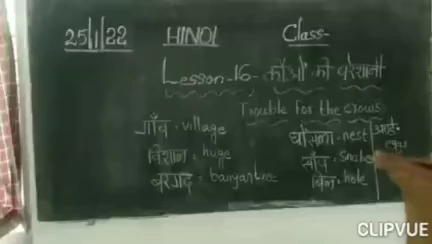 25/1/22 HINDI Class-
Lesson-16- कौओं की परेशानी
Trouble for the crows
गाँव - village
विशाल - huge
बरगद - banyan tree
घोंसला - nest
साँप - snake
बिल - hole
CLIPVUE